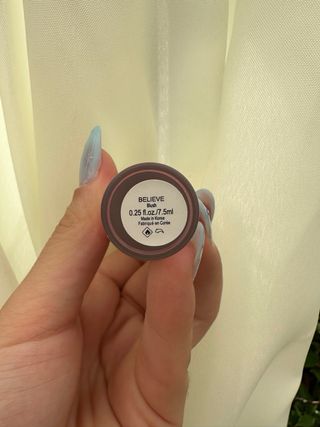 BELIEVE
Blush
0.25 fl.oz./7.5ml
Made in Korea
Fabriqué en Corée